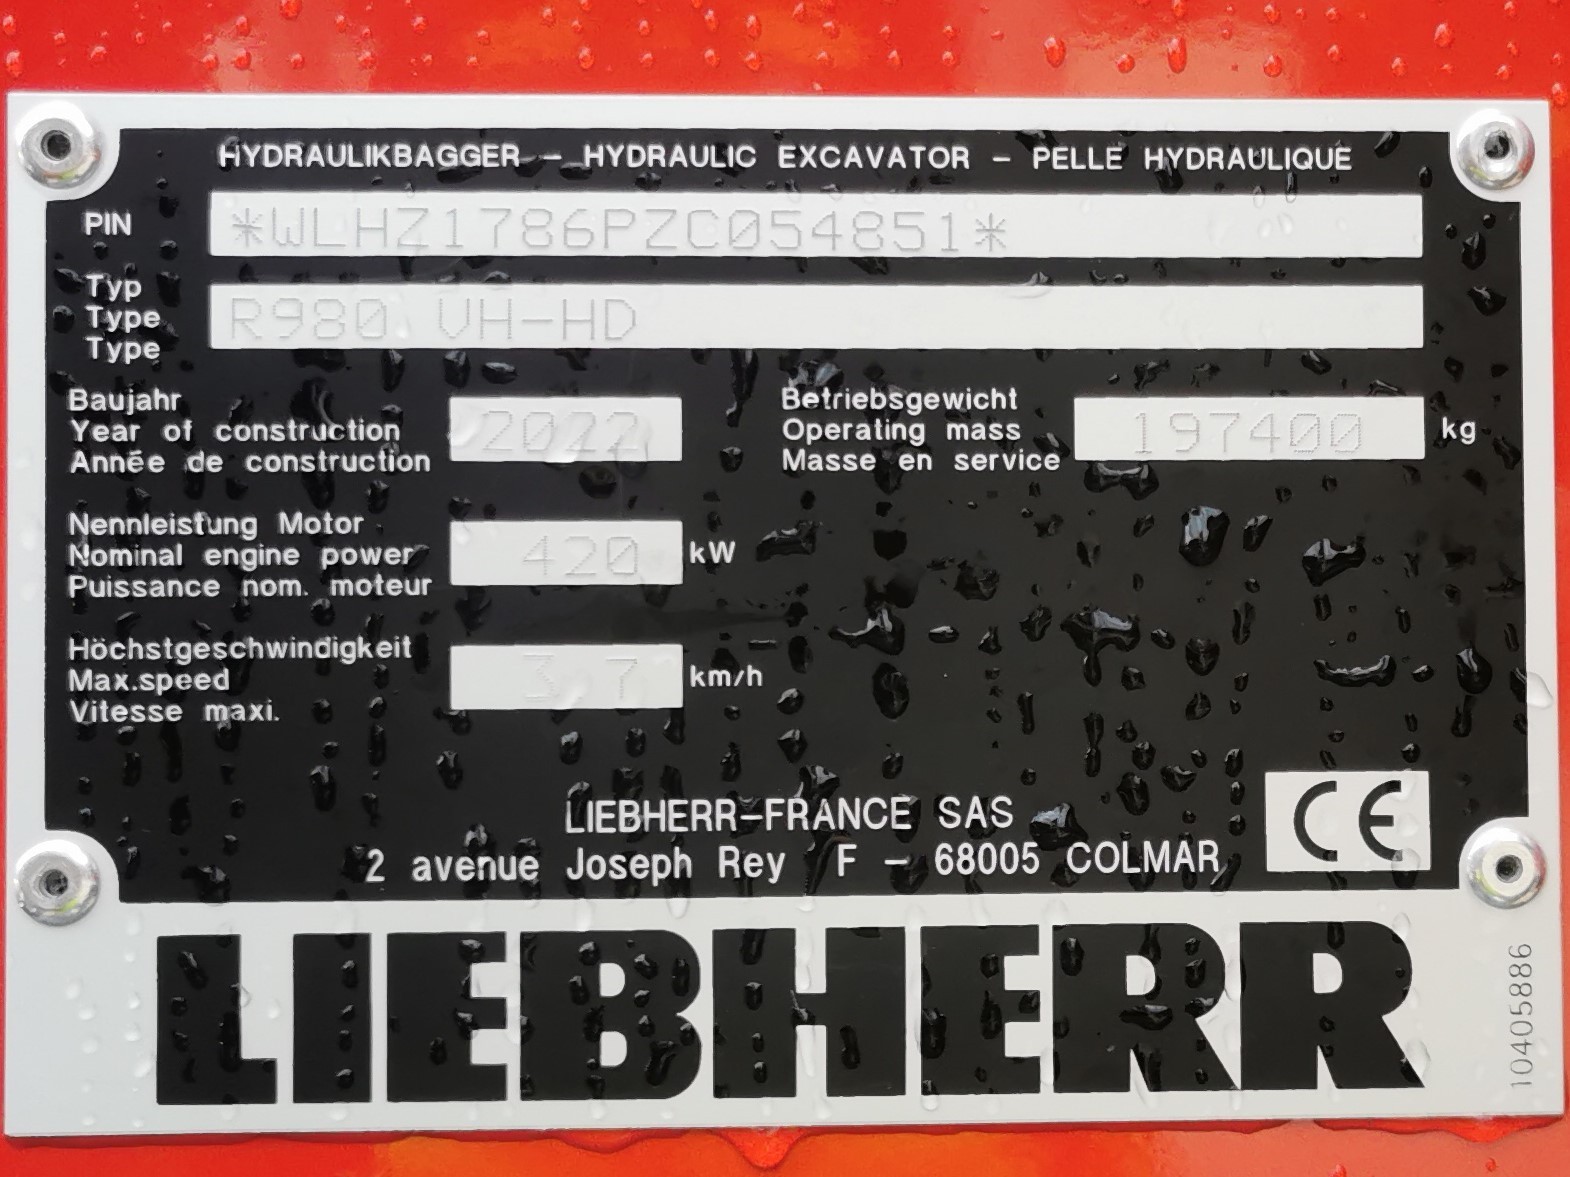 HYDRAULIKBAGGER – HYDRAULIC EXCAVATOR – PELLE HYDRAULIQUE
PIN *WLHZ1786PZC054851*
Typ
Type R980 VH-HD
Type
Baujahr
Year of construction 2022
Année de construction
Betriebsgewicht
Operating mass 197400 kg
Masse en service
Nennleistung Motor
Nominal engine power 420 kW
Puissance nom. moteur
Höchstgeschwindigkeit
Max.speed 3,7 km/h
Vitesse maxi.
LIEBHERR-FRANCE SAS
2 avenue Joseph Rey F – 68005 COLMAR
CE
LIEBHERR
10405886